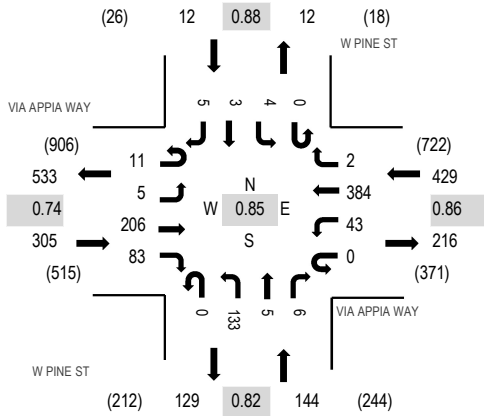 (26) 12 0.88 12 (18)
W PINE ST
5 3 4 0
VIA APPIA WAY
(906) (722)
11 2
533 429
5 384
N
0.74 W 0.85 E 0.86
206 43
305 S 216
83 0
(515) (371)
0 133 5 6
VIA APPIA WAY
W PINE ST
(212) 129 0.82 144 (244)